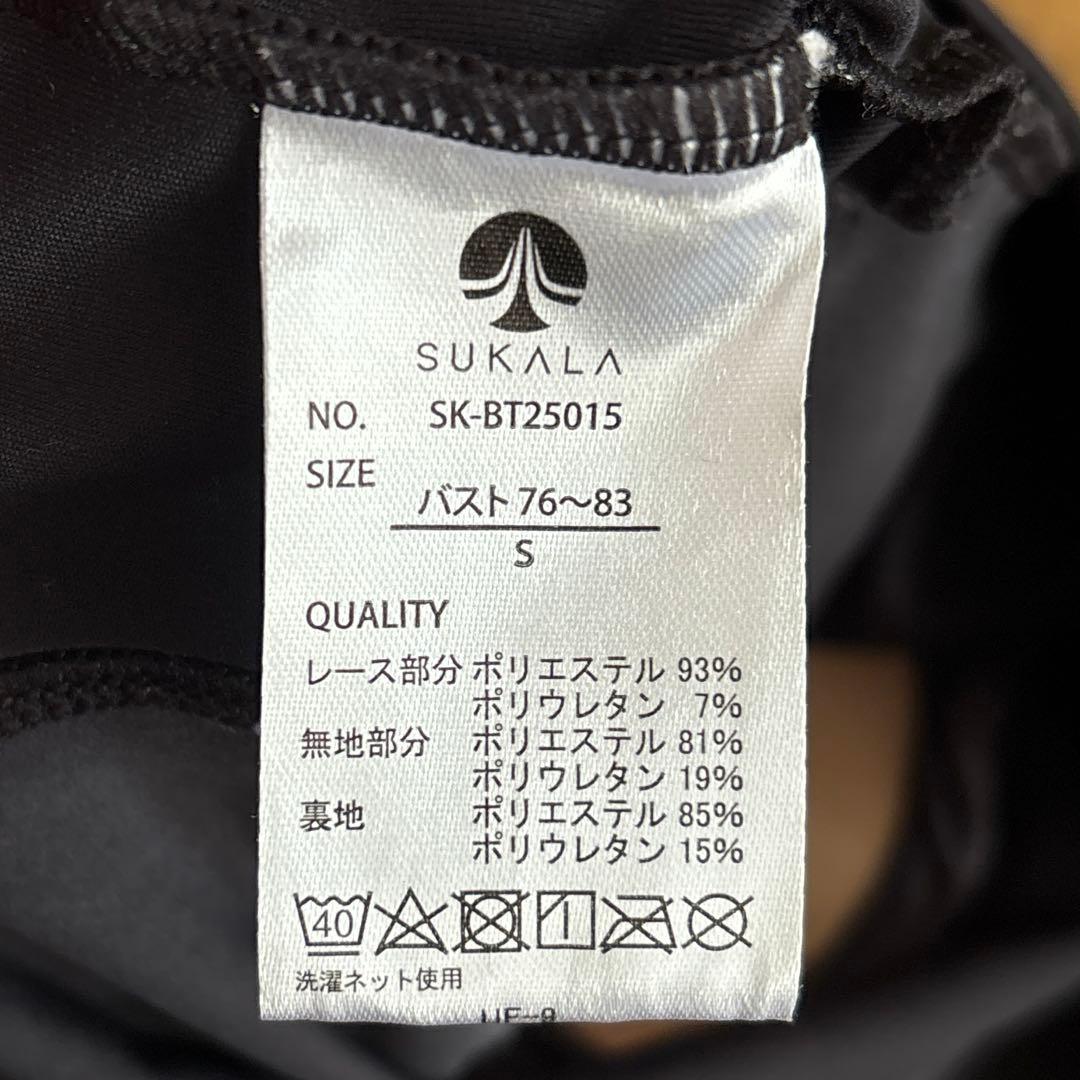 SUKALA
NO. SK-BT25015
SIZE
バスト 76～83
S
QUALITY
レース部分 ポリエステル 93%
ポリウレタン 7%
無地部分 ポリエステル 81%
ポリウレタン 19%
裏地 ポリエステル 85%
ポリウレタン 15%
40
洗濯ネット使用